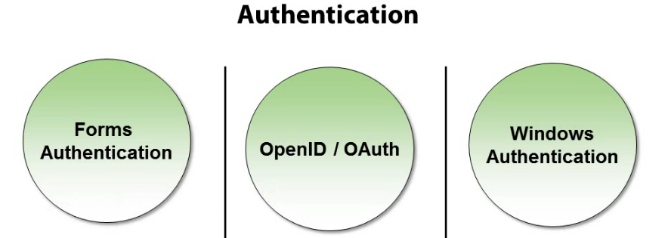 Authentication
Forms
Authentication
OpenID / OAuth
Windows
Authentication